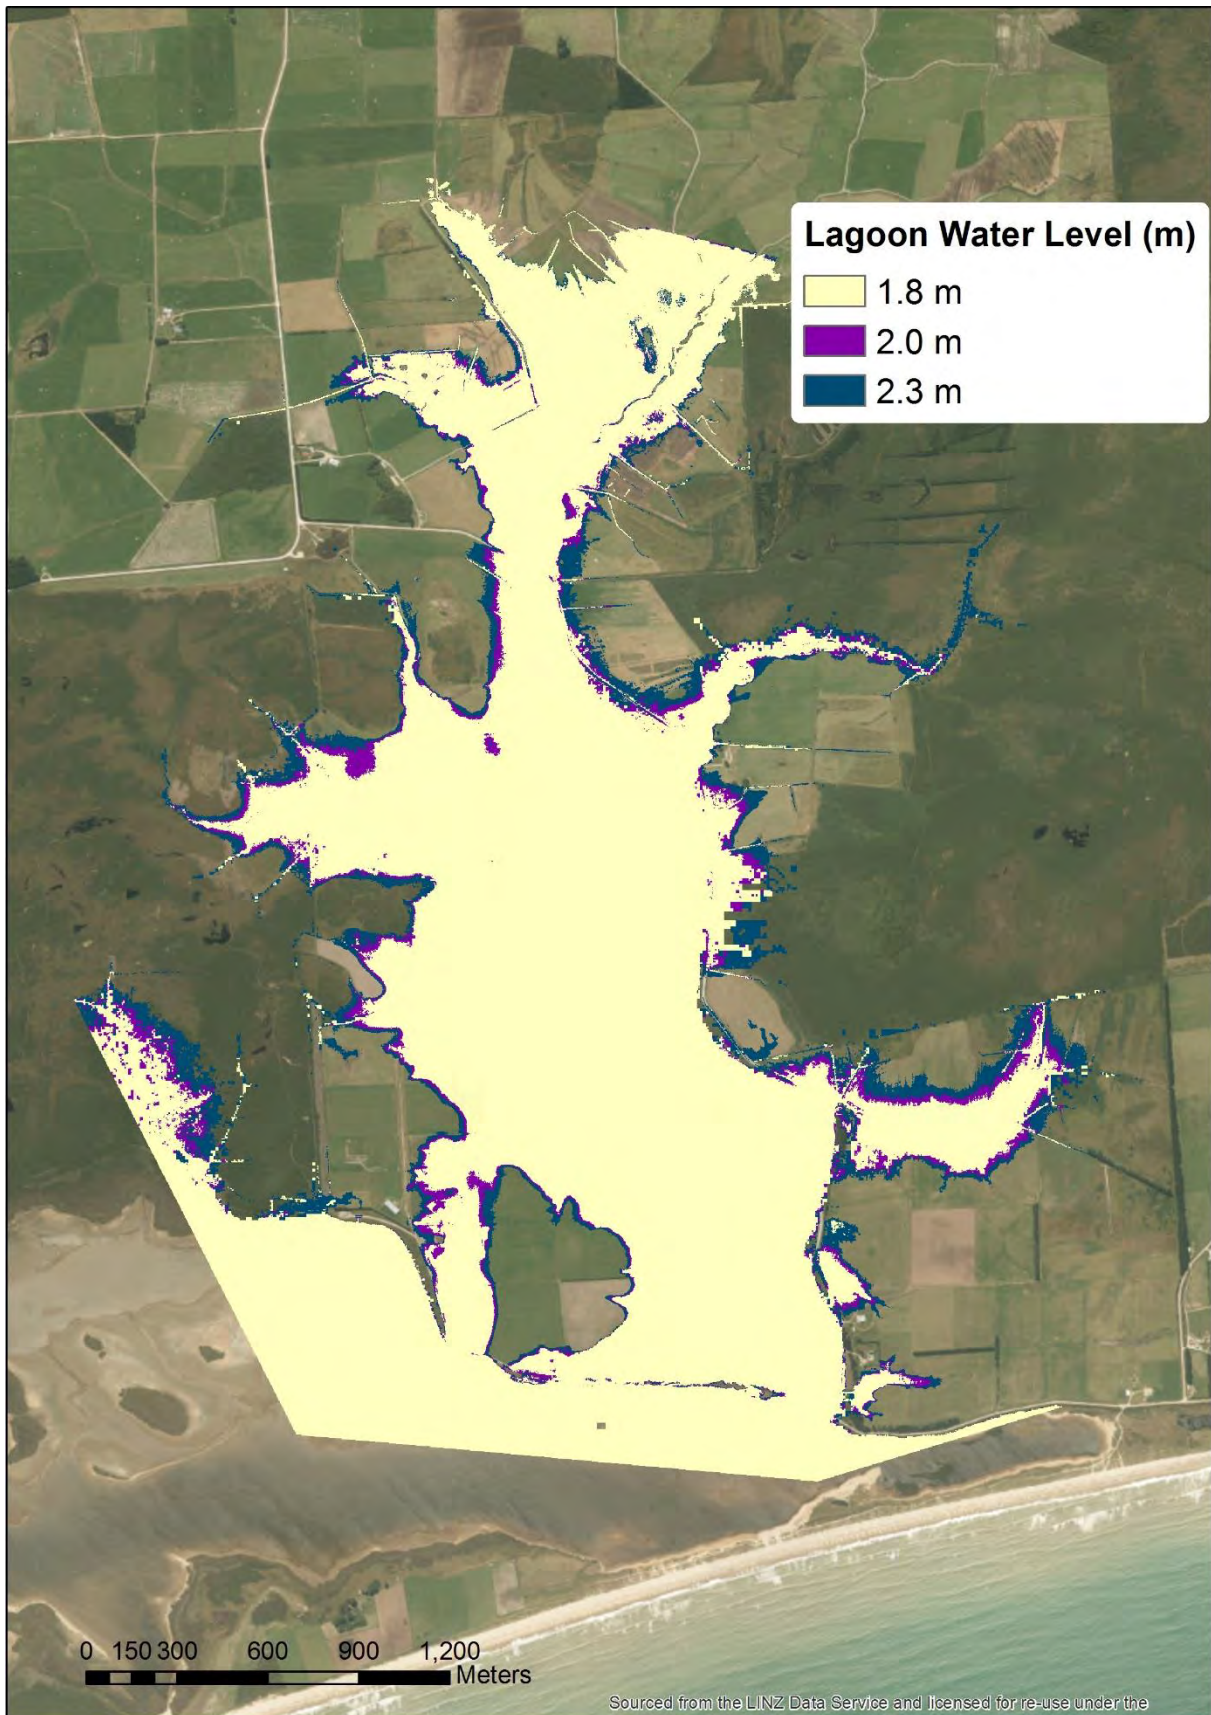 Lagoon Water Level (m)
1.8 m
2.0 m
2.3 m
0 150 300 600 900 1,200
Meters
Sourced from the LINZ Data Service and licensed for re-use under the